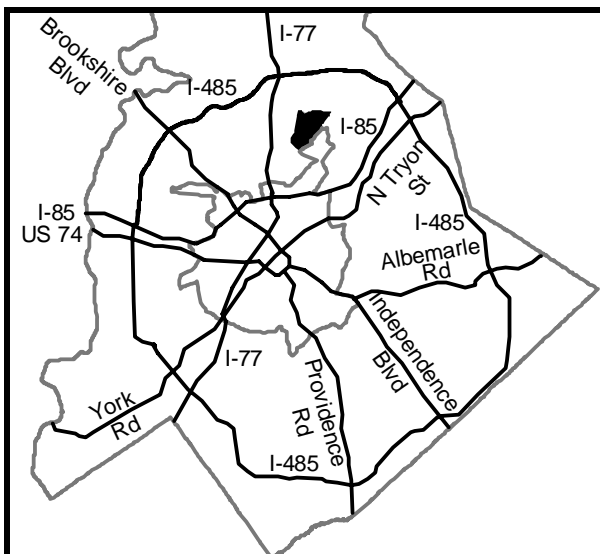 I-77
Brookshire
Blvd
I-485
I-85
N Tryon
St
I-85
US 74
I-485
Albemarle
Rd
Independence
Blvd
I-77
Providence
Rd
York
Rd
I-485